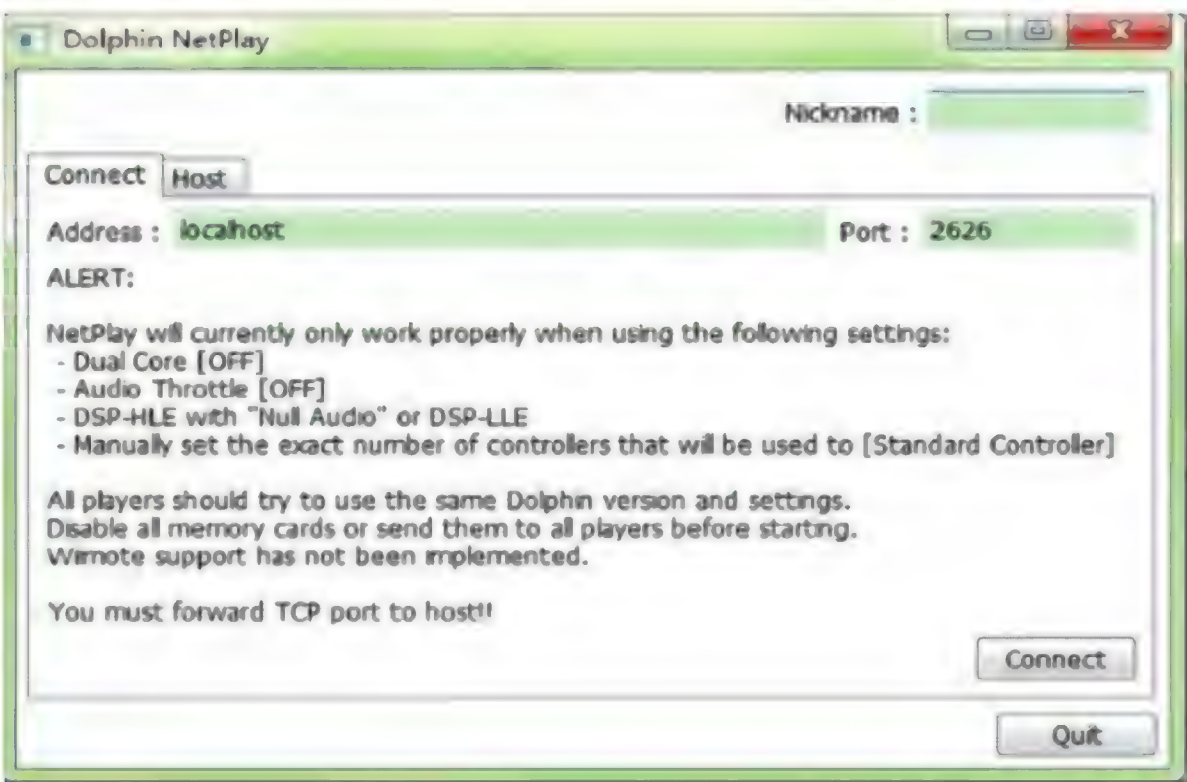 Dolphin NetPlay
Nickname :
Connect Host
Address : localhost Port : 2626
ALERT:
NetPlay will currently only work properly when using the following settings:
- Dual Core [OFF]
- Audio Throttle [OFF]
- DSP-HLE with "Null Audio" or DSP-LLE
- Manually set the exact number of controllers that will be used to [Standard Controller]
All players should try to use the same Dolphin version and settings.
Disable all memory cards or send them to all players before starting.
Wiimote support has not been implemented.
You must forward TCP port to host!!
Connect
Quit